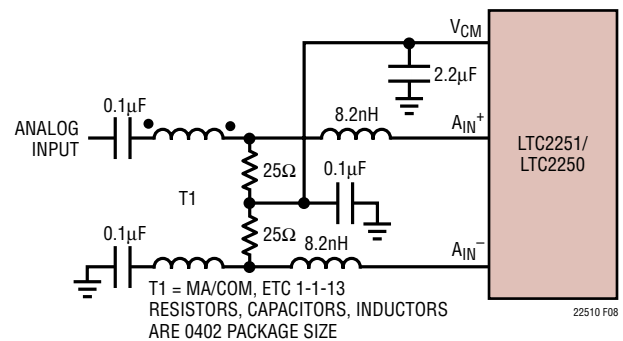 VCM
2.2µF
0.1µF
8.2nH
AIN+
ANALOG
INPUT
LTC2251/
LTC2250
25Ω
0.1µF
T1
0.1µF
25Ω
8.2nH
AIN–
T1 = MA/COM, ETC 1-1-13
RESISTORS, CAPACITORS, INDUCTORS
ARE 0402 PACKAGE SIZE
22510 F08